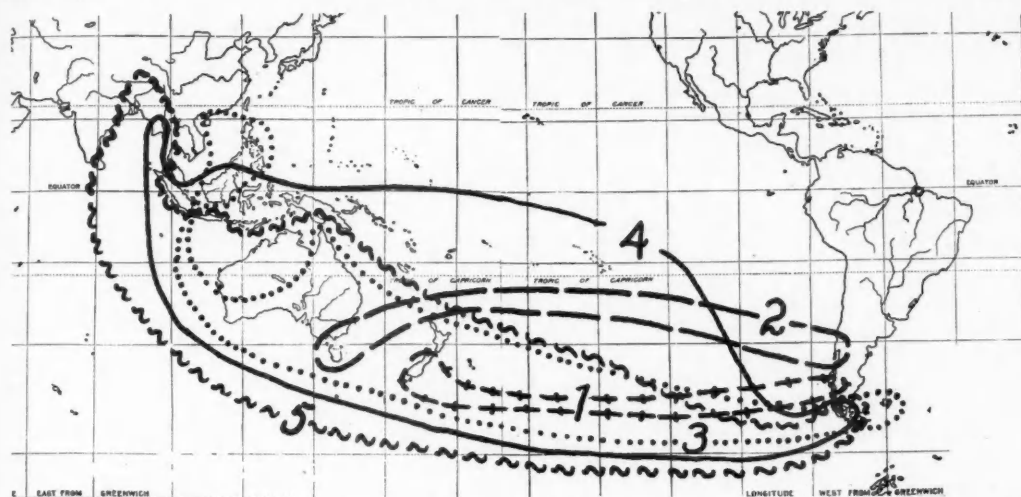 TROPIC OF CANCER TROPIC OF CANCER
EQUATOR EQUATOR
4
TROPIC OF CAPRICORN TROPIC OF CAPRICORN
2
1
5 3
E EAST FROM GREENWICH LONGITUDE WEST FROM GREENWICH